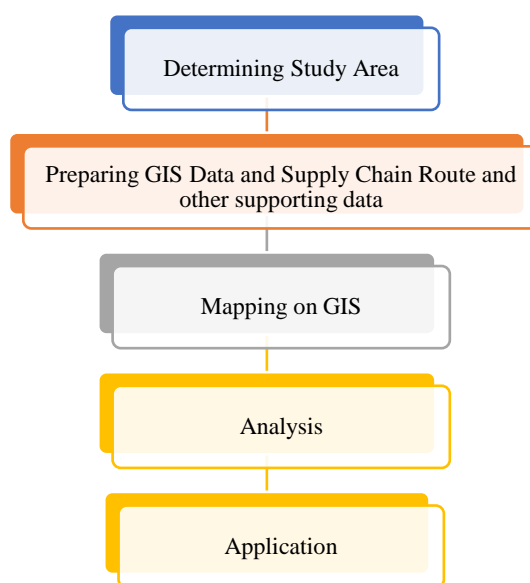 Determining Study Area
Preparing GIS Data and Supply Chain Route and
other supporting data
Mapping on GIS
Analysis
Application